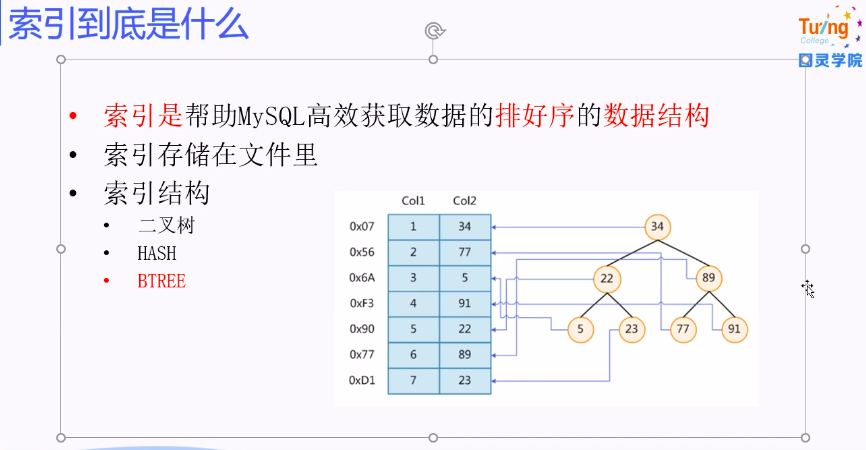 索引到底是什么
Tuling
College
图灵学院
索引是帮助MySQL高效获取数据的排好序的数据结构
索引存储在文件里
索引结构
二叉树
HASH
BTREE
Col1 Col2
0x07 1 34
0x56 2 77
0x6A 3 5
0xF3 4 91
0x90 5 22
0x77 6 89
0xD1 7 23
34
22 89
5 23 77 91